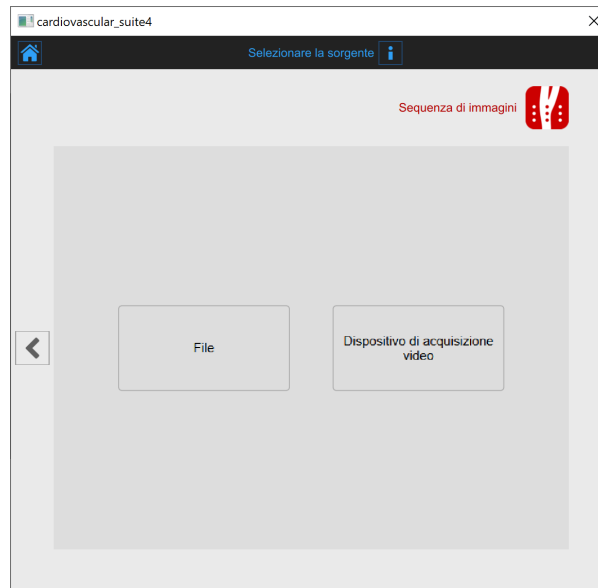 cardiovascular_suite4
Selezionare la sorgente
Sequenza di immagini
File
Dispositivo di acquisizione
video